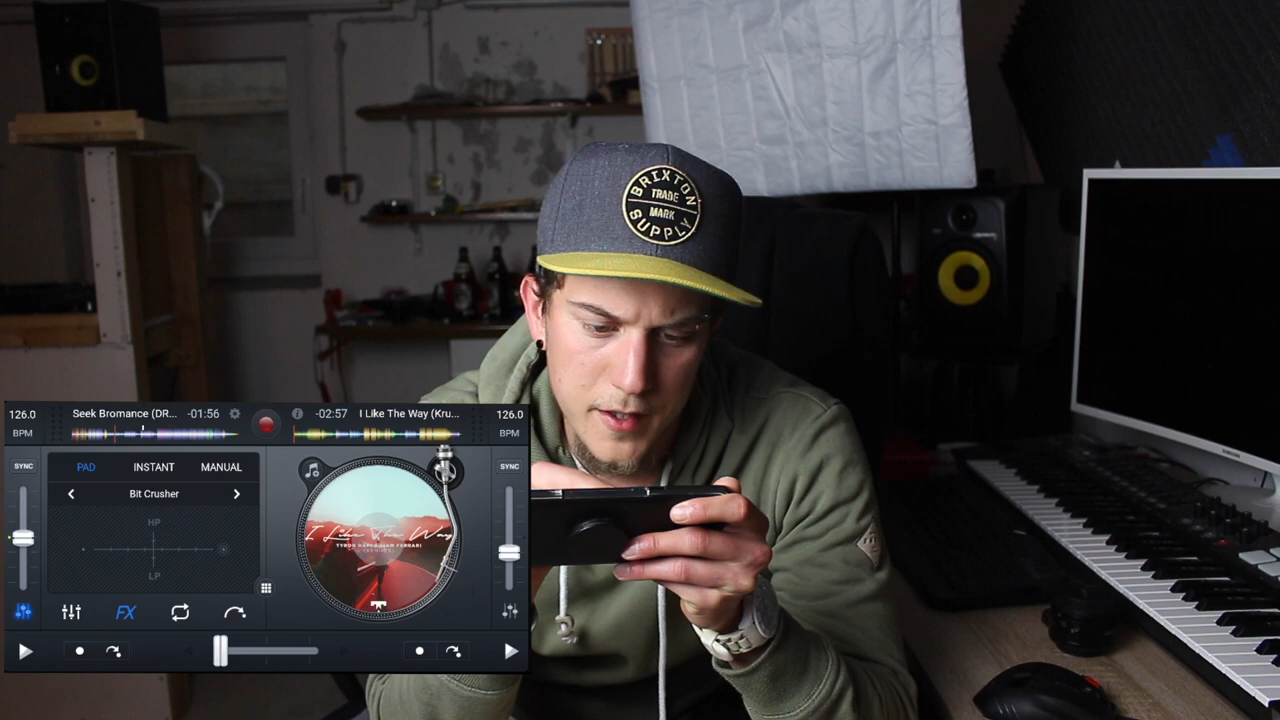 BRIXTON
TRADE
MARK
SUPPLY
SAMSUNG
126.0
BPM
Seek Bromance (DR... -01:56
-02:57 I Like The Way (Kru...
126.0
BPM
SYNC
PAD INSTANT MANUAL
Bit Crusher
HP
LP
FX
I Like The Way
SYNC